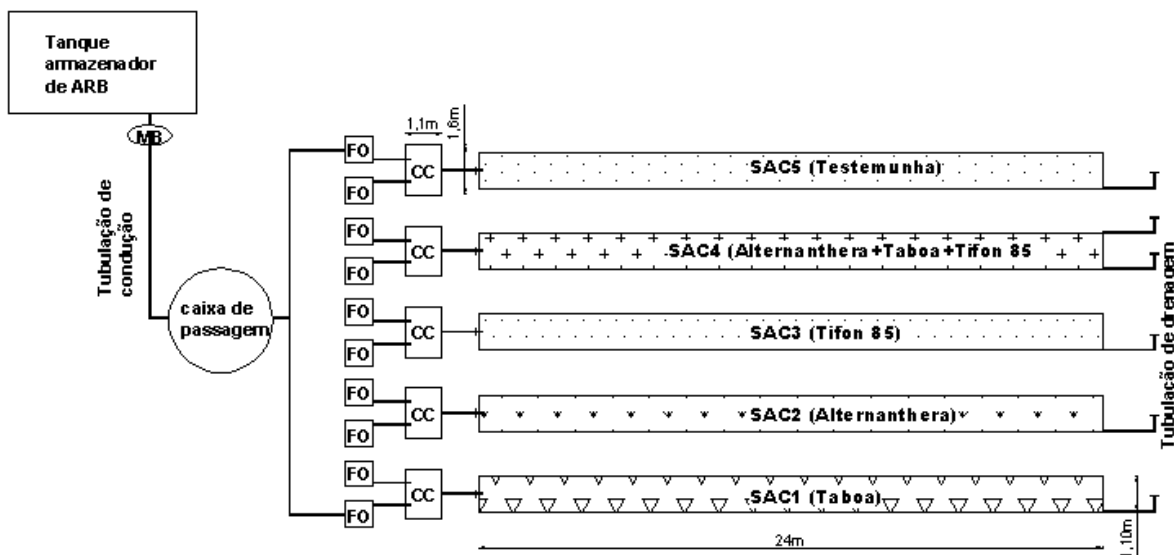 Tanque
armazenador
de ARB
MB
Tubulação de
condução
caixa de
passagem
1,1m
1,6m
FO
FO
CC
SAC5 (Testemunha)
FO
FO
CC
SAC4 (Alternanthera+Taboa+Tifon 85
FO
FO
CC
SAC3 (Tifon 85)
FO
FO
CC
SAC2 (Alternanthera)
FO
FO
CC
SAC1 (Taboa)
24m
1,10m
Tubulação de drenagem